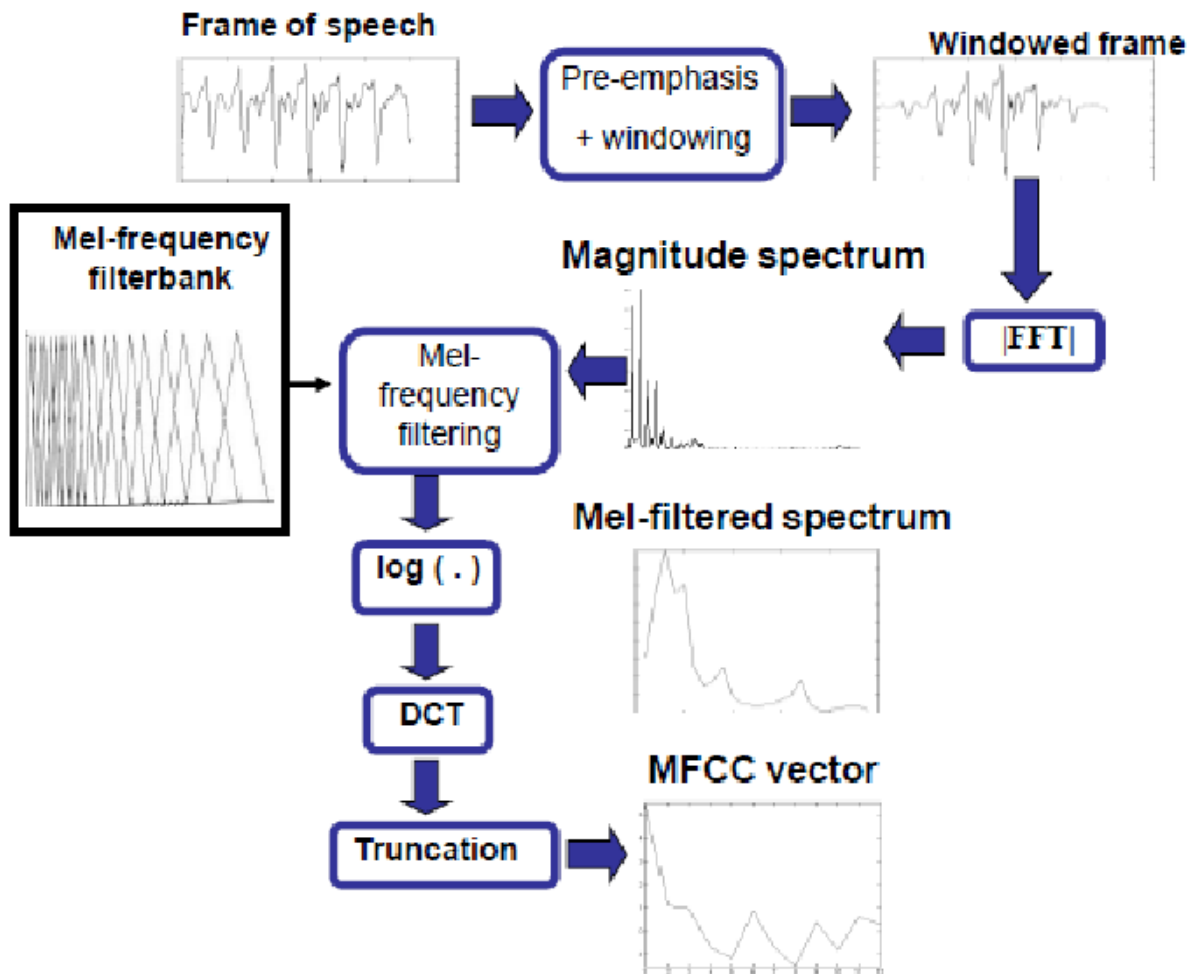 Frame of speech
Pre-emphasis
+ windowing
Windowed frame
Mel-frequency
filterbank
Magnitude spectrum
|FFT|
Mel-
frequency
filtering
Mel-filtered spectrum
log ( . )
DCT
MFCC vector
Truncation